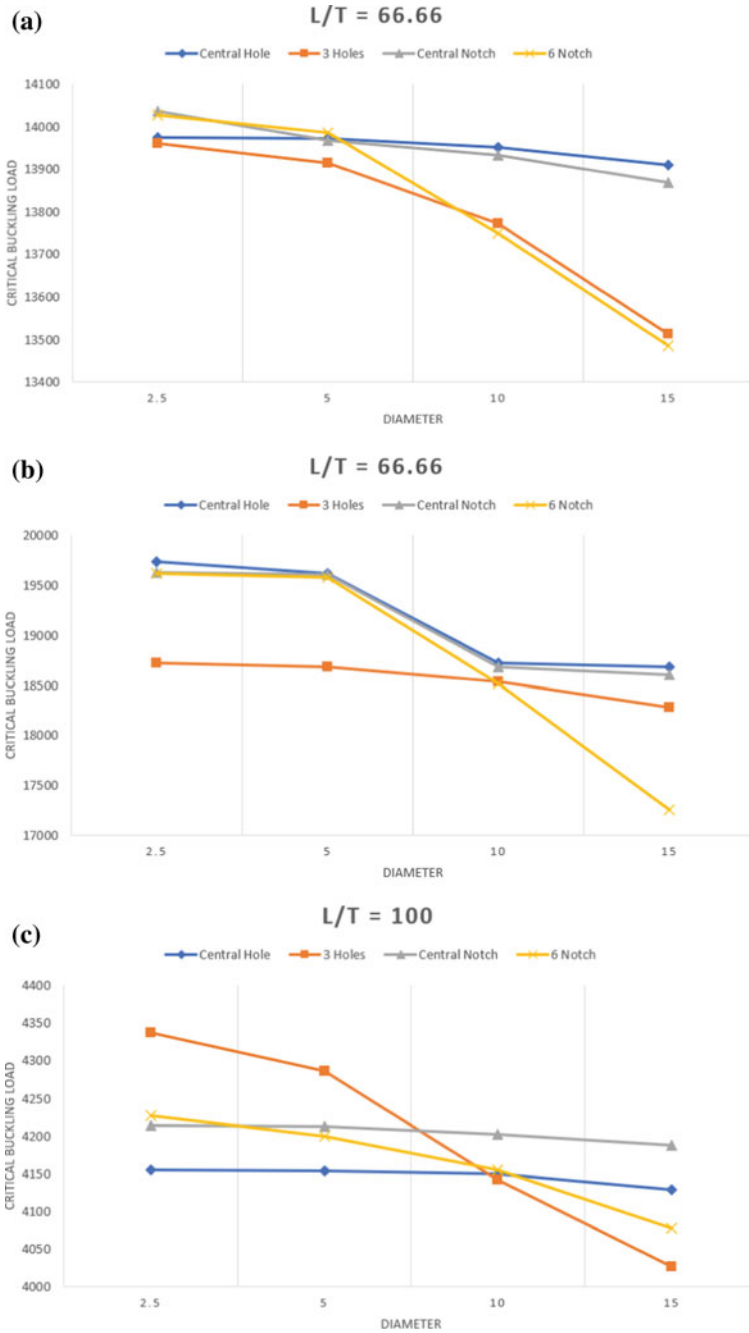 (a)
L/T = 66.66
Central Hole 3 Holes Central Notch 6 Notch
14100
14000
13900
13800
13700
13600
13500
13400
CRITICAL BUCKLING LOAD
2.5 5 10 15
DIAMETER
(b)
L/T = 66.66
Central Hole 3 Holes Central Notch 6 Notch
20000
19500
19000
18500
18000
17500
17000
CRITICAL BUCKLING LOAD
2.5 5 10 15
DIAMETER
(c)
L/T = 100
Central Hole 3 Holes Central Notch 6 Notch
4400
4350
4300
4250
4200
4150
4100
4050
4000
CRITICAL BUCKLING LOAD
2.5 5 10 15
DIAMETER